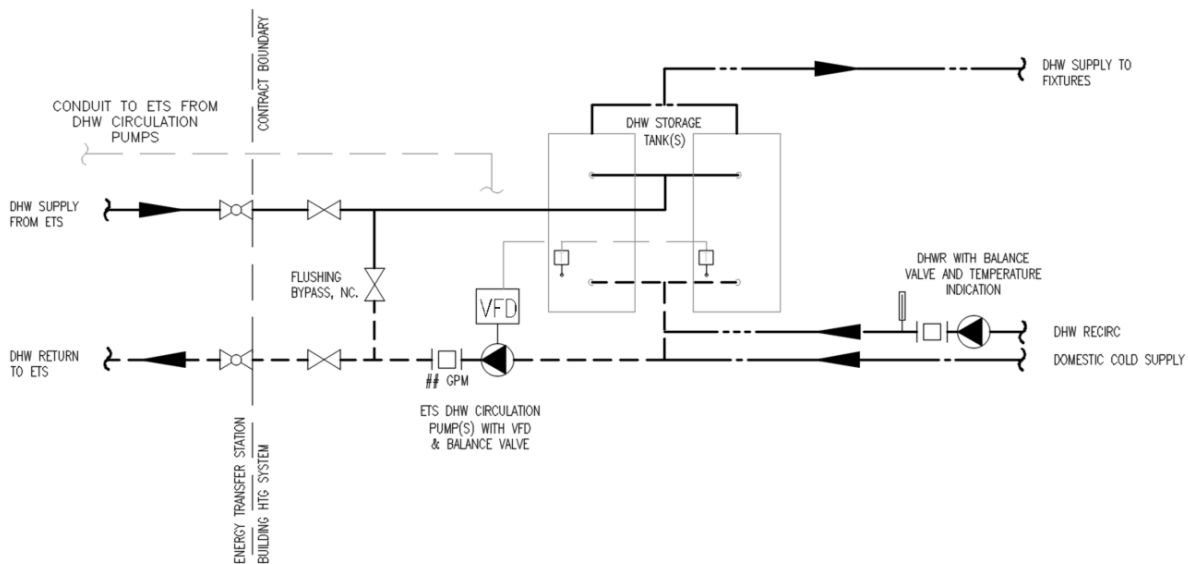 CONTRACT BOUNDARY
CONDUIT TO ETS FROM
DHW CIRCULATION
PUMPS
DHW SUPPLY TO
FIXTURES
DHW STORAGE
TANK(S)
DHW SUPPLY
FROM ETS
FLUSHING
BYPASS, NC.
VFD
DHWR WITH BALANCE
VALVE AND TEMPERATURE
INDICATION
DHW RECIRC
DHW RETURN
TO ETS
DOMESTIC COLD SUPPLY
## GPM
ETS DHW CIRCULATION
PUMP(S) WITH VFD
& BALANCE VALVE
ENERGY TRANSFER STATION
BUILDING HTG SYSTEM